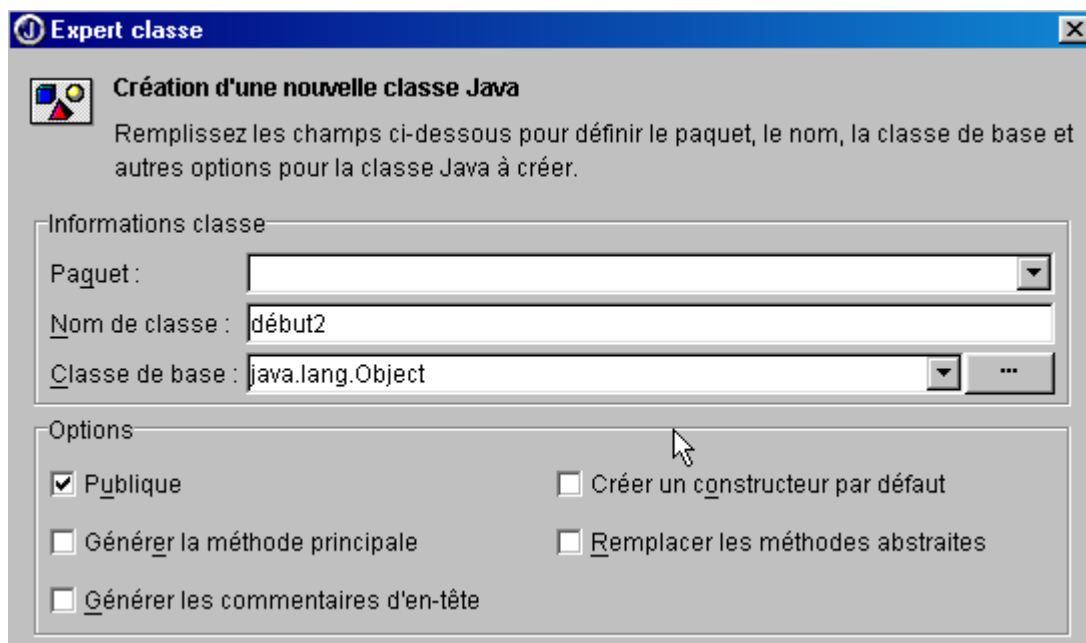 Expert classe
Création d'une nouvelle classe Java
Remplissez les champs ci-dessous pour définir le paquet, le nom, la classe de base et
autres options pour la classe Java à créer.
Informations classe
Paquet :
Nom de classe : début2
Classe de base : java.lang.Object ...
Options
Publique
Créer un constructeur par défaut
Générer la méthode principale
Remplacer les méthodes abstraites
Générer les commentaires d'en-tête